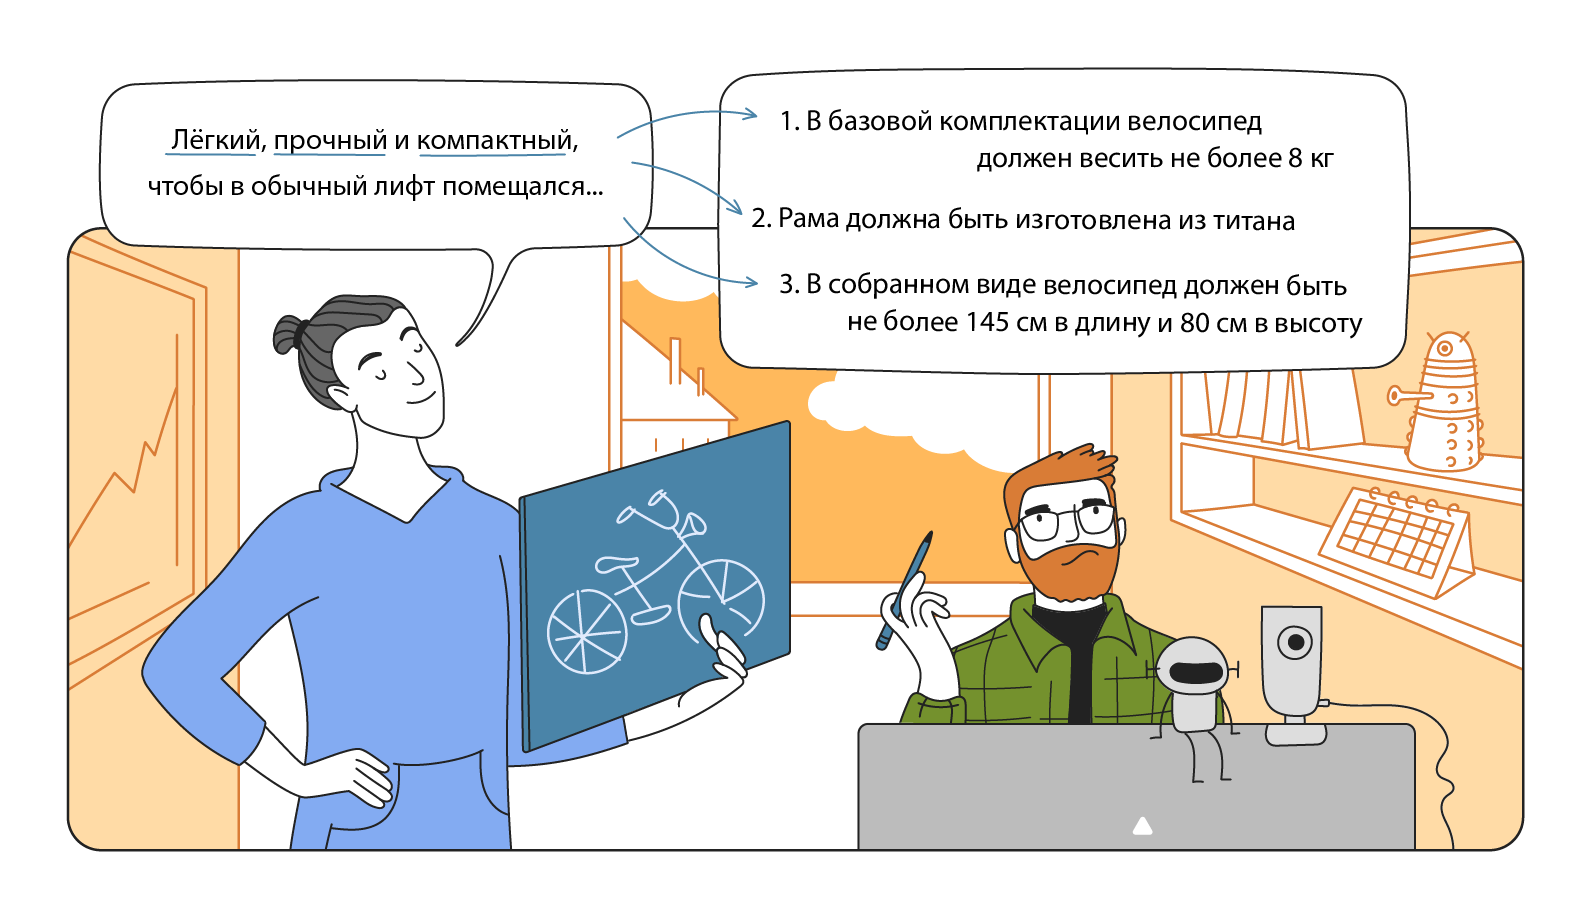 Лёгкий, прочный и компактный,
чтобы в обычный лифт помещался...
1. В базовой комплектации велосипед
должен весить не более 8 кг
2. Рама должна быть изготовлена из титана
3. В собранном виде велосипед должен быть
не более 145 см в длину и 80 см в высоту